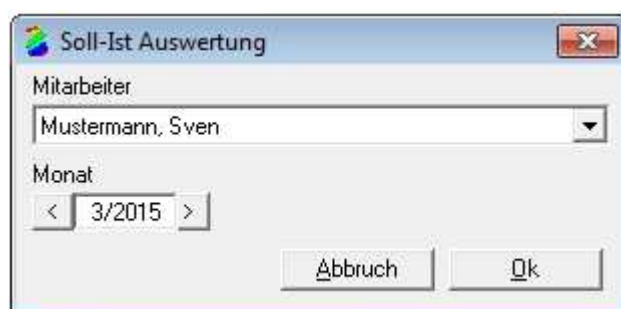 Soll-Ist Auswertung
Mitarbeiter
Mustermann, Sven
Monat
< 3/2015 >
Abbruch Ok